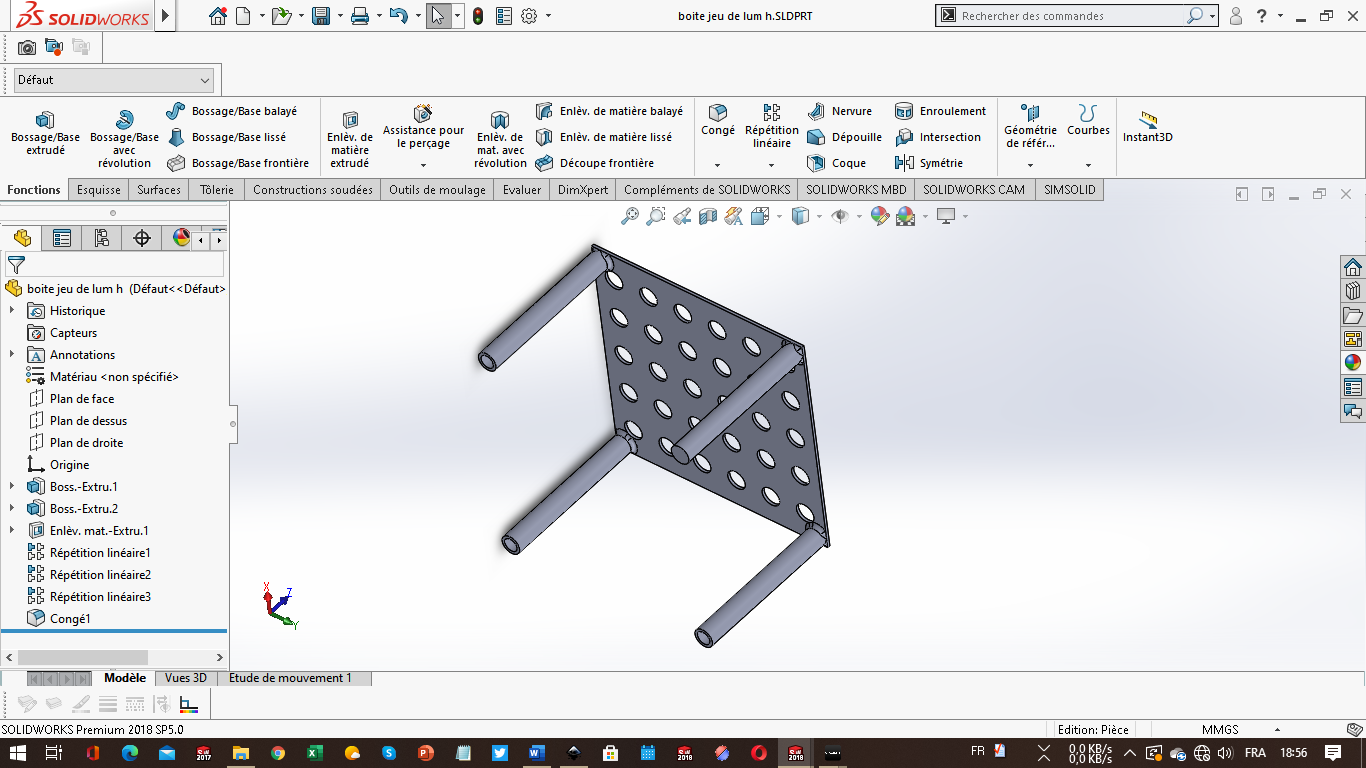 SOLIDWORKS
boite jeu de lum h.SLDPRT
Rechercher des commandes
?
Défaut
Bossage/Base
extrudé
Bossage/Base
avec
révolution
Bossage/Base balayé
Bossage/Base lissé
Bossage/Base frontière
Enlèv. de
matière
extrudé
Assistance pour
le perçage
Enlèv. de
mat. avec
révolution
Enlèv. de matière balayé
Enlèv. de matière lissé
Découpe frontière
Congé
Répétition
linéaire
Nervure
Dépouille
Coque
Enroulement
Intersection
Symétrie
Géométrie
de référ...
Courbes
Instant3D
Fonctions
Esquisse
Surfaces
Tôlerie
Constructions soudées
Outils de moulage
Evaluer
DimXpert
Compléments de SOLIDWORKS
SOLIDWORKS MBD
SOLIDWORKS CAM
SIMSOLID
boite jeu de lum h (Défaut<<Défaut>
Historique
Capteurs
A Annotations
Matériau <non spécifié>
Plan de face
Plan de dessus
Plan de droite
Origine
Boss.-Extru.1
Boss.-Extru.2
Enlèv. mat.-Extru.1
Répétition linéaire1
Répétition linéaire2
Répétition linéaire3
Congé1
X
Z
Y
Modèle
Vues 3D
Etude de mouvement 1
SOLIDWORKS Premium 2018 SP5.0
Edition: Pièce
MMGS
SW 2017
X
S
P
W
SW 2018
SW 2018
FR
0,0 KB/s
0,0 KB/s
FRA
18:56